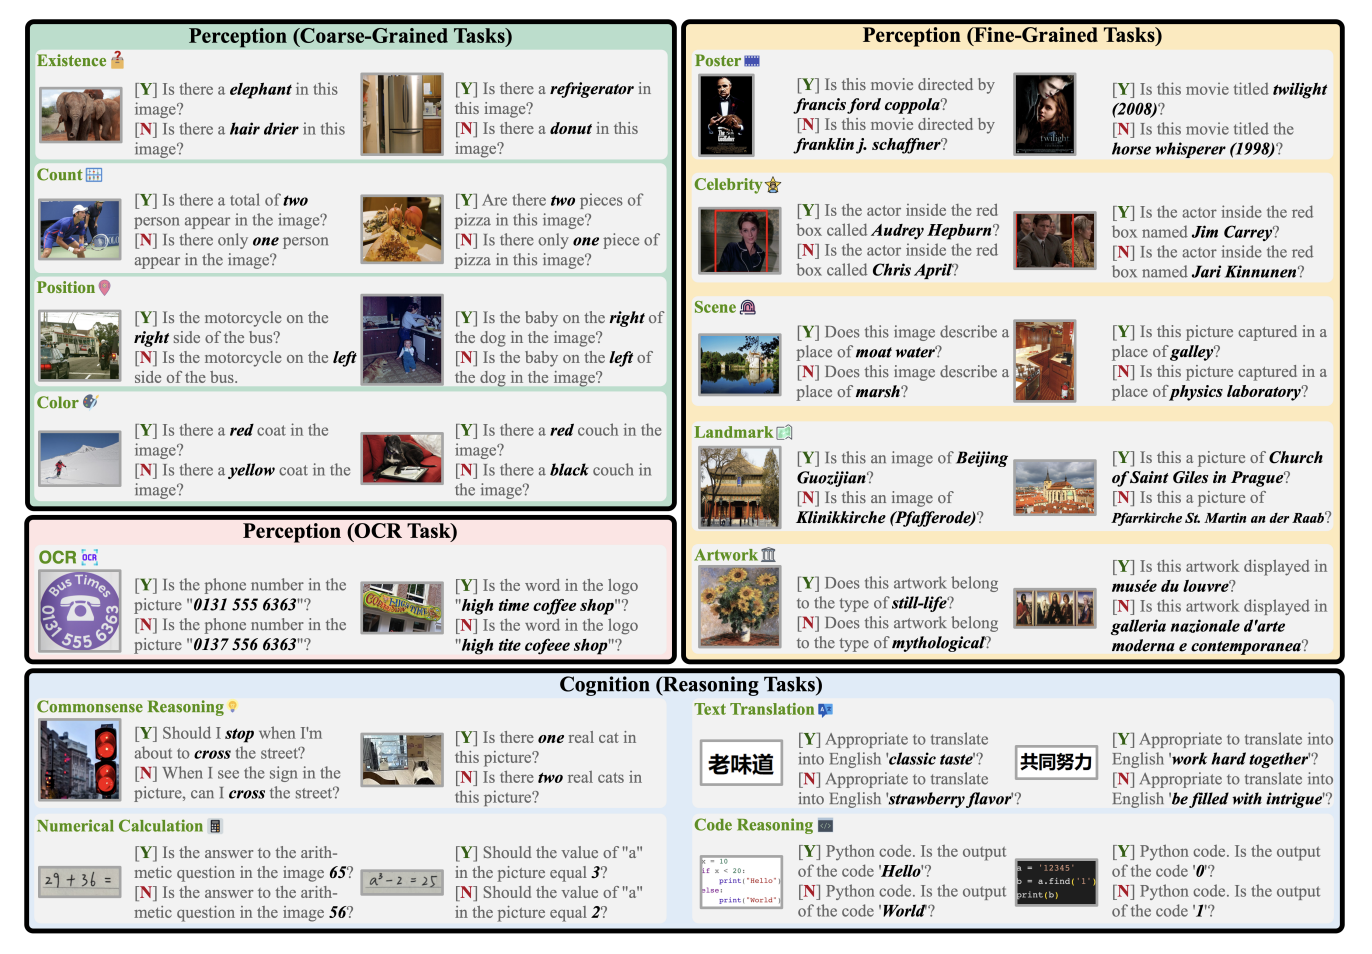 Perception (Coarse-Grained Tasks)
Existence
[Y] Is there a elephant in this
image?
[N] Is there a hair drier in this
image?
[Y] Is there a refrigerator in
this image?
[N] Is there a donut in this
image?
Count
[Y] Is there a total of two
person appear in the image?
[N] Is there only one person
appear in the image?
[Y] Are there two pieces of
pizza in this image?
[N] Is there only one piece of
pizza in this image?
Position
[Y] Is the motorcycle on the
right side of the bus?
[N] Is the motorcycle on the left
side of the bus.
[Y] Is the baby on the right of
the dog in the image?
[N] Is the baby on the left of
the dog in the image?
Color
[Y] Is there a red coat in the
image?
[N] Is there a yellow coat in the
image?
[Y] Is there a red couch in the
image?
[N] Is there a black couch in
the image?
Perception (OCR Task)
OCR
OCR
Bus Times
0131 555 6363
[Y] Is the phone number in the
picture "0131 555 6363"?
[N] Is the phone number in the
picture "0137 556 6363"?
[Y] Is the word in the logo
"high time coffee shop"?
[N] Is the word in the logo
"high tite cofeee shop"?
Perception (Fine-Grained Tasks)
Poster
The Godfather
[Y] Is this movie directed by
francis ford coppola?
[N] Is this movie directed by
franklin j. schaffner?
twilight
[Y] Is this movie titled twilight
(2008)?
[N] Is this movie titled the
horse whisperer (1998)?
Celebrity
[Y] Is the actor inside the red
box called Audrey Hepburn?
[N] Is the actor inside the red
box called Chris April?
[Y] Is the actor inside the red
box named Jim Carrey?
[N] Is the actor inside the red
box named Jari Kinnunen?
Scene
[Y] Does this image describe a
place of moat water?
[N] Does this image describe a
place of marsh?
[Y] Is this picture captured in a
place of galley?
[N] Is this picture captured in a
place of physics laboratory?
Landmark
[Y] Is this an image of Beijing
Guozijian?
[N] Is this an image of
Klinikkirche (Pfafferode)?
[Y] Is this a picture of Church
of Saint Giles in Prague?
[N] Is this a picture of
Pfarrkirche St. Martin an der Raab?
Artwork
[Y] Does this artwork belong
to the type of still-life?
[N] Does this artwork belong
to the type of mythological?
[Y] Is this artwork displayed in
musée du louvre?
[N] Is this artwork displayed in
galleria nazionale d'arte
moderna e contemporanea?
Cognition (Reasoning Tasks)
Commonsense Reasoning
[Y] Should I stop when I'm
about to cross the street?
[N] When I see the sign in the
picture, can I cross the street?
[Y] Is there one real cat in
this picture?
[N] Is there two real cats in
this picture?
Numerical Calculation
29 + 36 =
[Y] Is the answer to the arith-
metic question in the image 65?
[N] Is the answer to the arith-
metic question in the image 56?
a³ - 2 = 25
[Y] Should the value of "a"
in the picture equal 3?
[N] Should the value of "a"
in the picture equal 2?
Text Translation
老味道
[Y] Appropriate to translate
into English 'classic taste'?
[N] Appropriate to translate
into English 'strawberry flavor'?
共同努力
[Y] Appropriate to translate into
English 'work hard together'?
[N] Appropriate to translate into
English 'be filled with intrigue'?
Code Reasoning
x = 10
if x < 20:
print("Hello")
else:
print("World")
[Y] Python code. Is the output
of the code 'Hello'?
[N] Python code. Is the output
of the code 'World'?
a = '12345'
b = a.find('1')
print(b)
[Y] Python code. Is the output
of the code '0'?
[N] Python code. Is the output
of the code '1'?